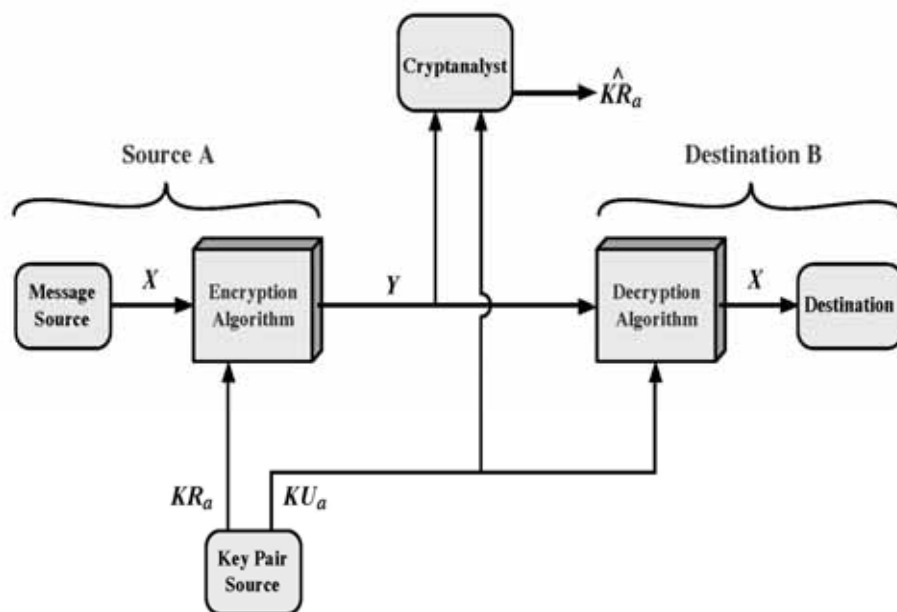 Cryptanalyst
K̂R_a
Source A
Destination B
Message
Source
X
Encryption
Algorithm
Y
Decryption
Algorithm
X
Destination
KR_a
KU_a
Key Pair
Source